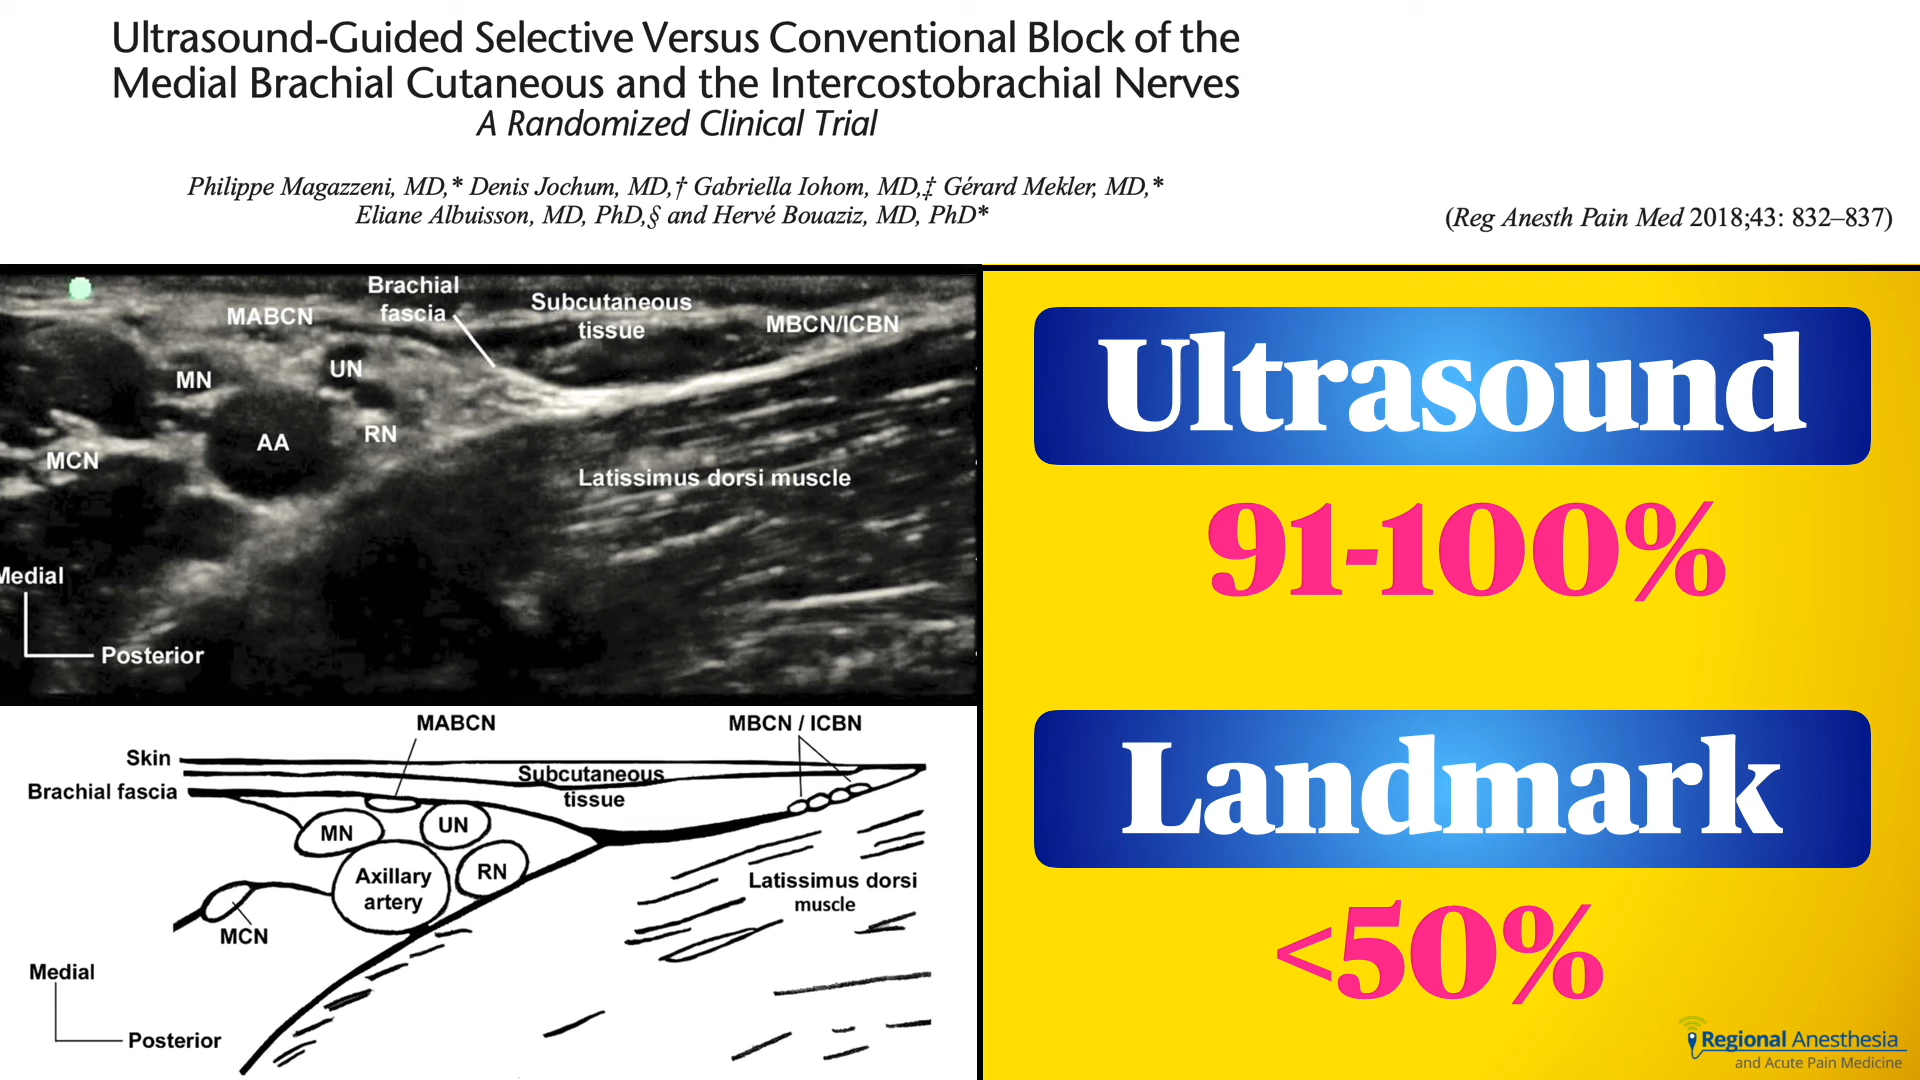 Ultrasound-Guided Selective Versus Conventional Block of the
Medial Brachial Cutaneous and the Intercostobrachial Nerves
A Randomized Clinical Trial
Philippe Magazzeni, MD,* Denis Jochum, MD,† Gabriella Iohom, MD,‡ Gérard Mekler, MD,*
Eliane Albuisson, MD, PhD,§ and Hervé Bouaziz, MD, PhD*
(Reg Anesth Pain Med 2018;43: 832–837)
MABCN
Brachial
fascia
Subcutaneous
tissue
MBCN/ICBN
MN
UN
AA
RN
MCN
Latissimus dorsi muscle
Medial
Posterior
MABCN
MBCN / ICBN
Skin
Brachial fascia
Subcutaneous
tissue
MN
UN
Axillary
artery
RN
Latissimus dorsi
muscle
MCN
Medial
Posterior
Ultrasound
91-100%
Landmark
<50%
Regional Anesthesia
and Acute Pain Medicine